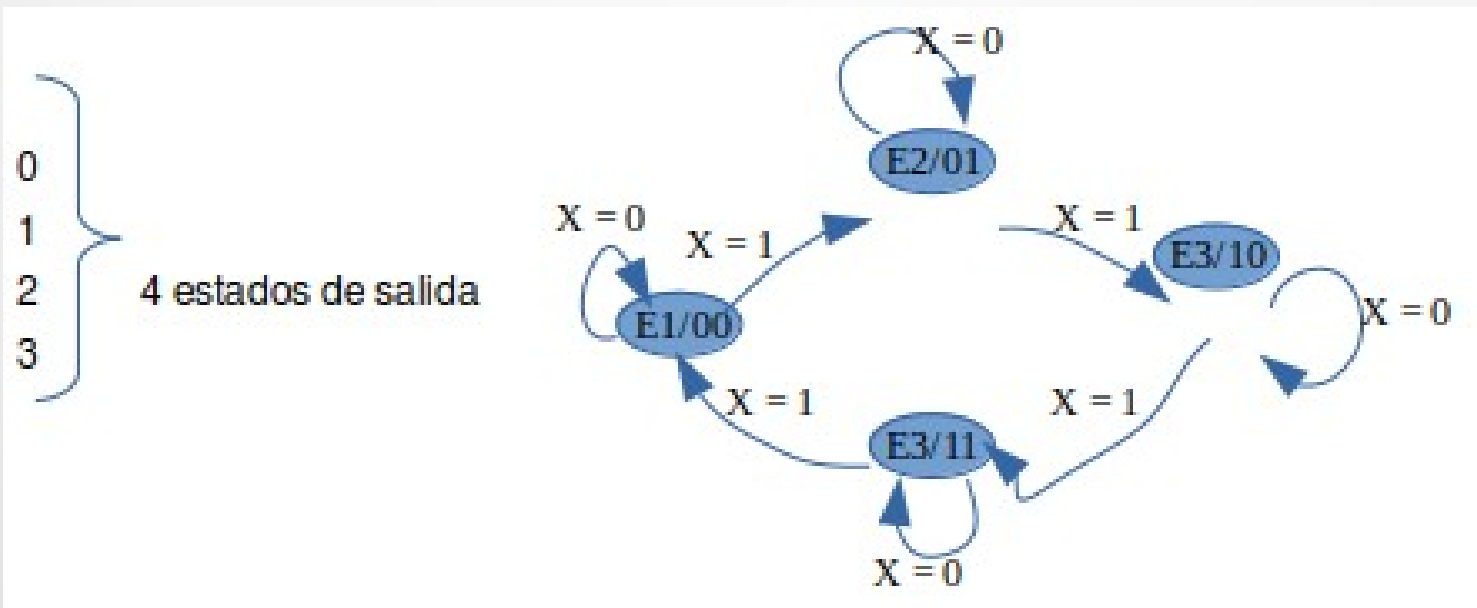 0
1
2
3
4 estados de salida
X = 0
E2/01
X = 0
X = 1
X = 1
E3/10
E1/00
X = 0
X = 1
X = 1
E3/11
X = 0